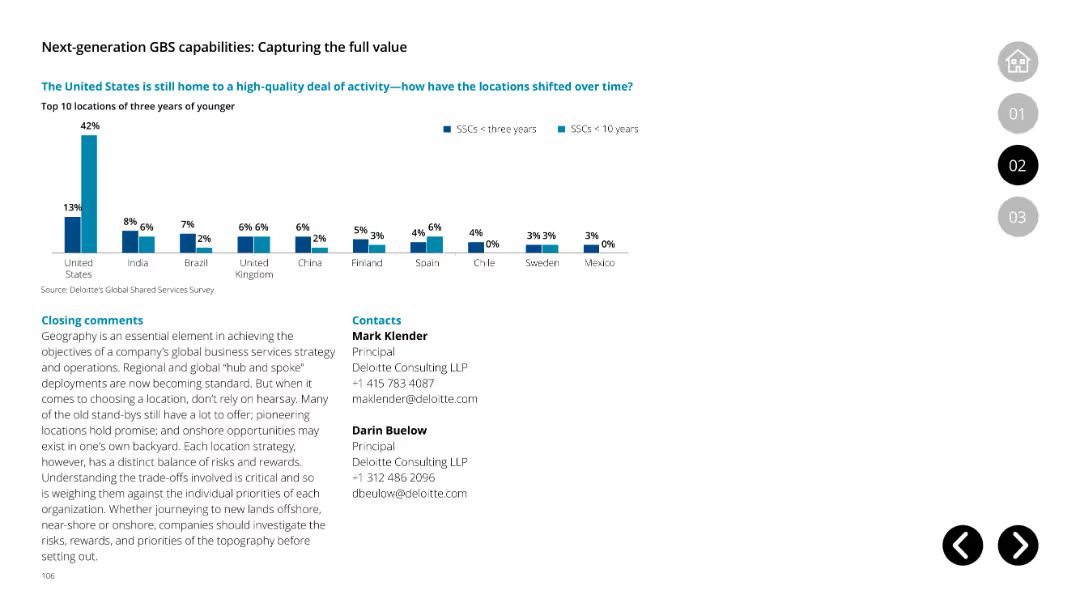 Next-generation GBS capabilities: Capturing the full value
The United States is still home to a high-quality deal of activity—how have the locations shifted over time?
Top 10 locations of three years of younger
SSCs < three years
SSCs < 10 years
42%
13%
8%
6%
7%
2%
6% 6%
6%
2%
5%
3%
4%
6%
4%
0%
3% 3%
3%
0%
United
States
India
Brazil
United
Kingdom
China
Finland
Spain
Chile
Sweden
Mexico
Source: Deloitte's Global Shared Services Survey
Closing comments
Geography is an essential element in achieving the
objectives of a company's global business services strategy
and operations. Regional and global "hub and spoke"
deployments are now becoming standard. But when it
comes to choosing a location, don't rely on hearsay. Many
of the old stand-bys still have a lot to offer; pioneering
locations hold promise; and onshore opportunities may
exist in one's own backyard. Each location strategy,
however, has a distinct balance of risks and rewards.
Understanding the trade-offs involved is critical and so
is weighing them against the individual priorities of each
organization. Whether journeying to new lands offshore,
near-shore or onshore, companies should investigate the
risks, rewards, and priorities of the topography before
setting out.
Contacts
Mark Klender
Principal
Deloitte Consulting LLP
+1 415 783 4087
maklender@deloitte.com
Darin Buelow
Principal
Deloitte Consulting LLP
+1 312 486 2096
dbeulow@deloitte.com
01
02
03
106